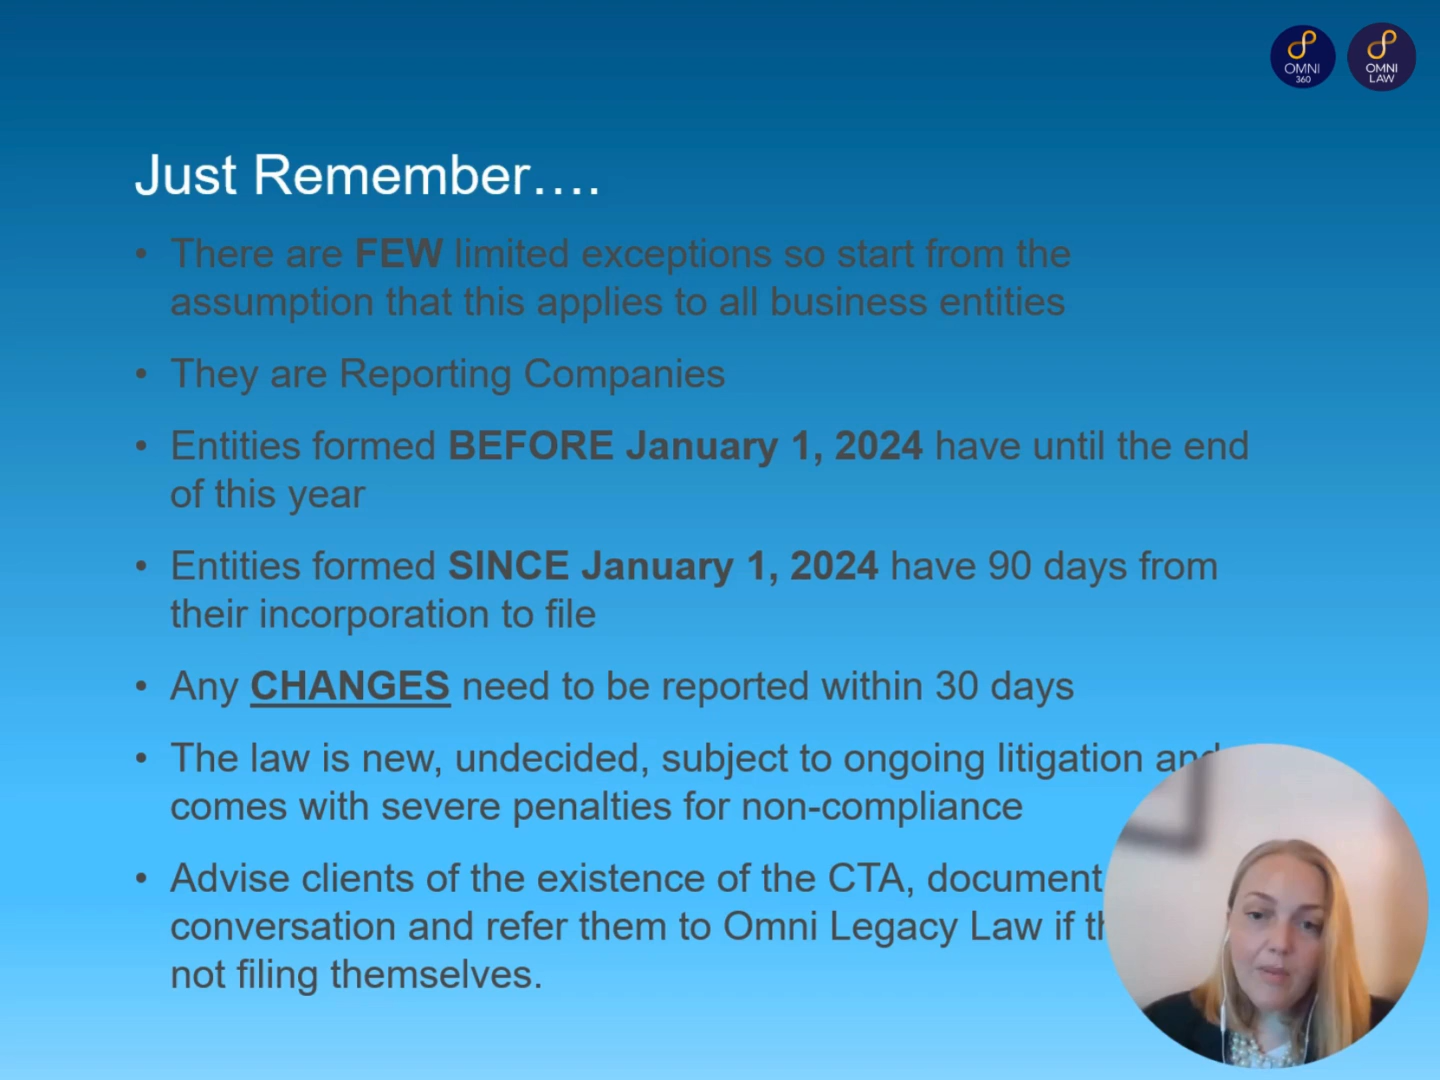 OMNI
360
OMNI
LAW
Just Remember....
• There are FEW limited exceptions so start from the
assumption that this applies to all business entities
• They are Reporting Companies
• Entities formed BEFORE January 1, 2024 have until the end
of this year
• Entities formed SINCE January 1, 2024 have 90 days from
their incorporation to file
• Any CHANGES need to be reported within 30 days
• The law is new, undecided, subject to ongoing litigation and
comes with severe penalties for non-compliance
• Advise clients of the existence of the CTA, document
conversation and refer them to Omni Legacy Law if
not filing themselves.